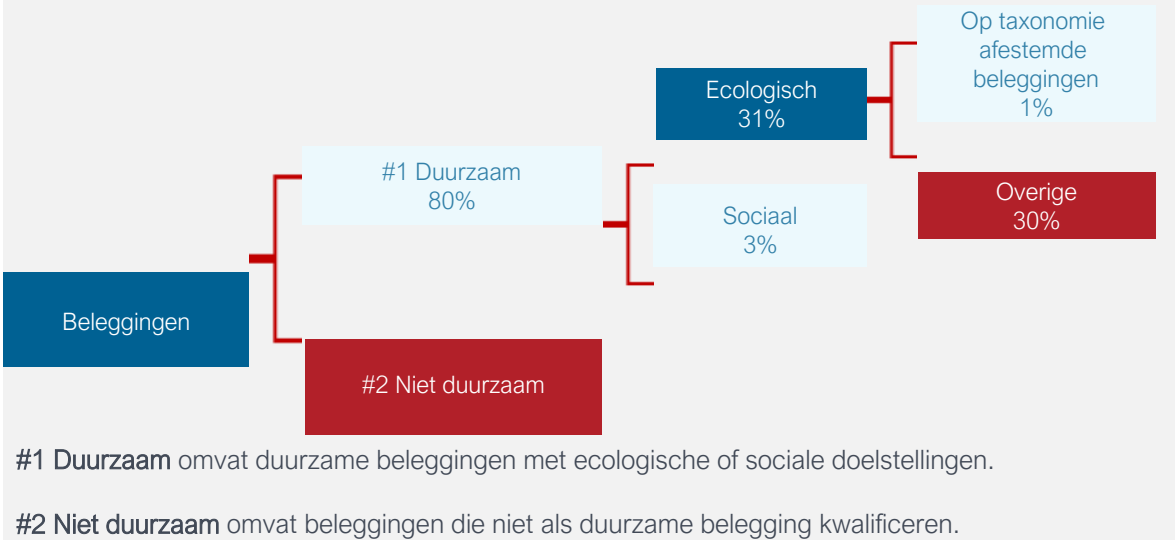 Op taxonomie
afestemde
beleggingen
1%
Ecologisch
31%
#1 Duurzaam
80%
Overige
30%
Sociaal
3%
Beleggingen
#2 Niet duurzaam
#1 Duurzaam omvat duurzame beleggingen met ecologische of sociale doelstellingen.
#2 Niet duurzaam omvat beleggingen die niet als duurzame belegging kwalificeren.